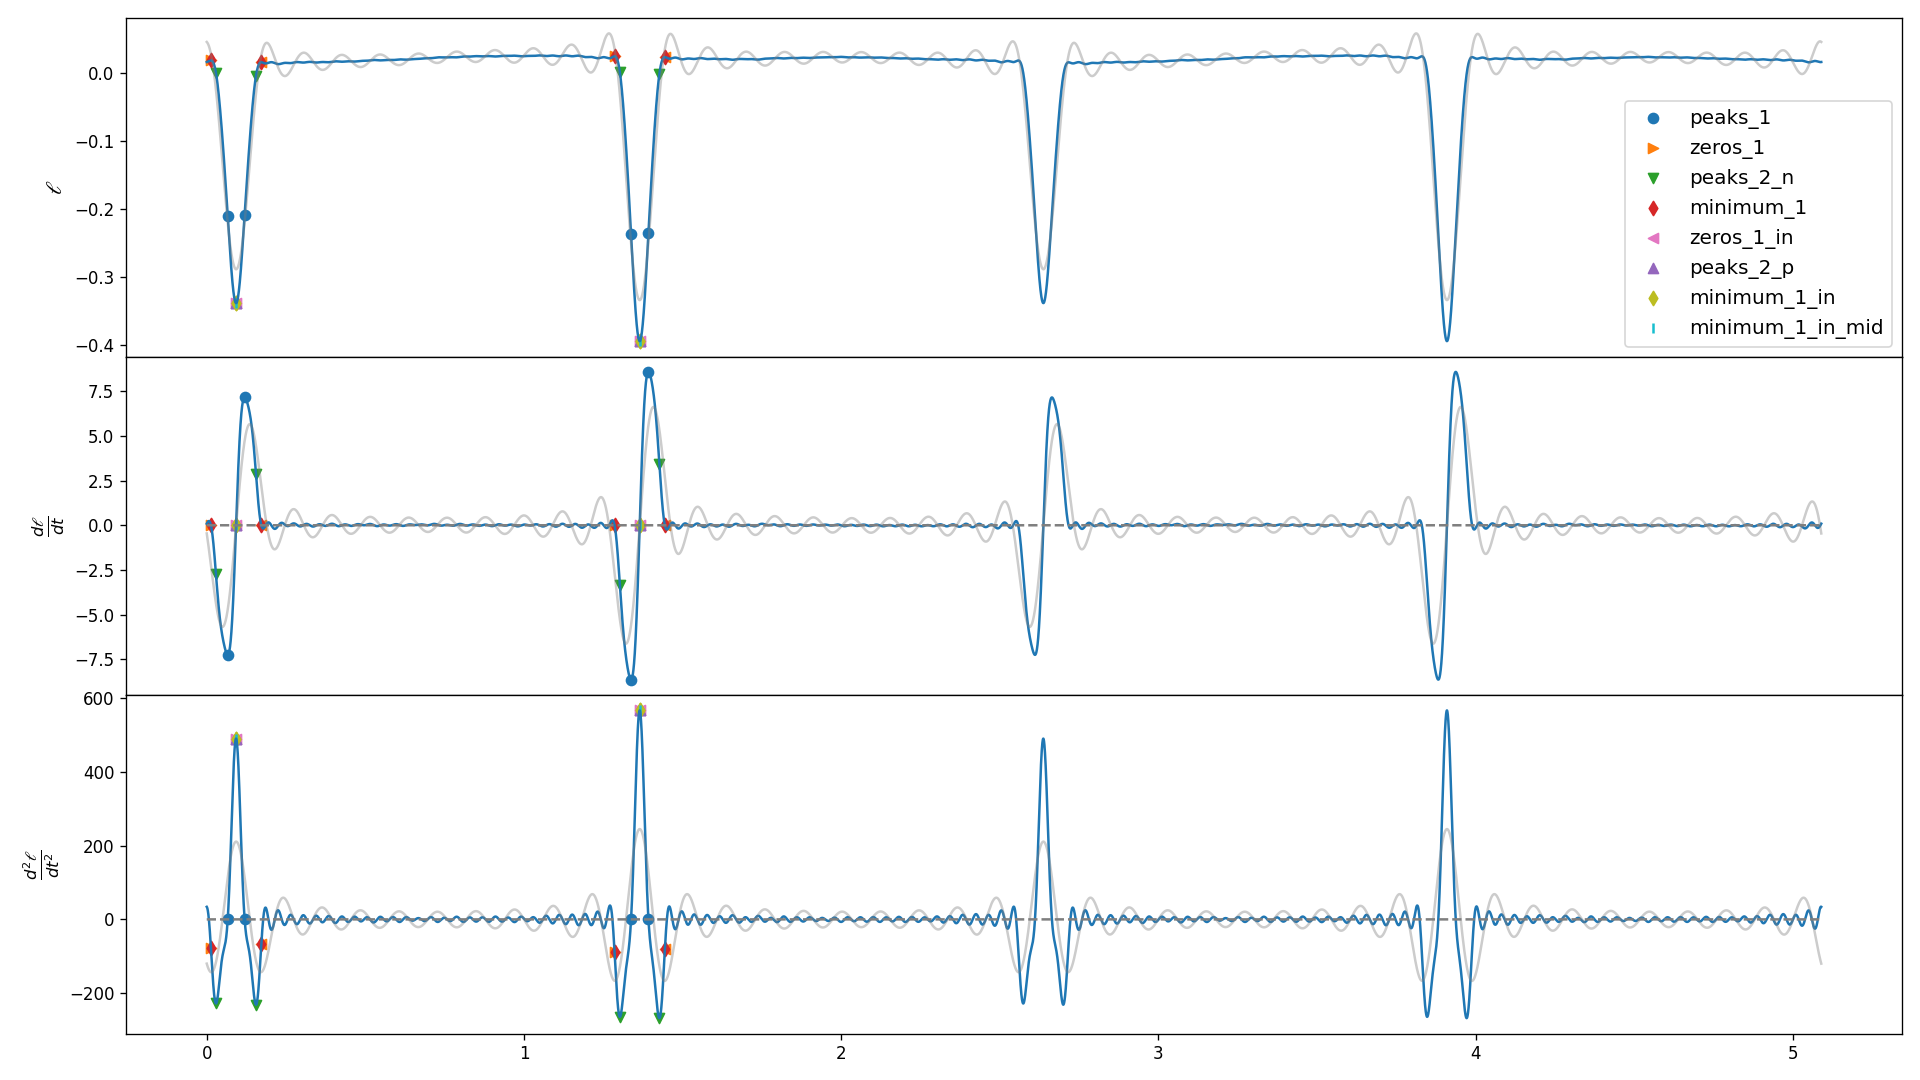 0.0
−0.1
−0.2
−0.3
−0.4
ℓ
peaks_1
zeros_1
peaks_2_n
minimum_1
zeros_1_in
peaks_2_p
minimum_1_in
minimum_1_in_mid
7.5
5.0
2.5
0.0
−2.5
−5.0
−7.5
dℓ
dt
600
400
200
0
−200
d²ℓ
dt²
0 1 2 3 4 5